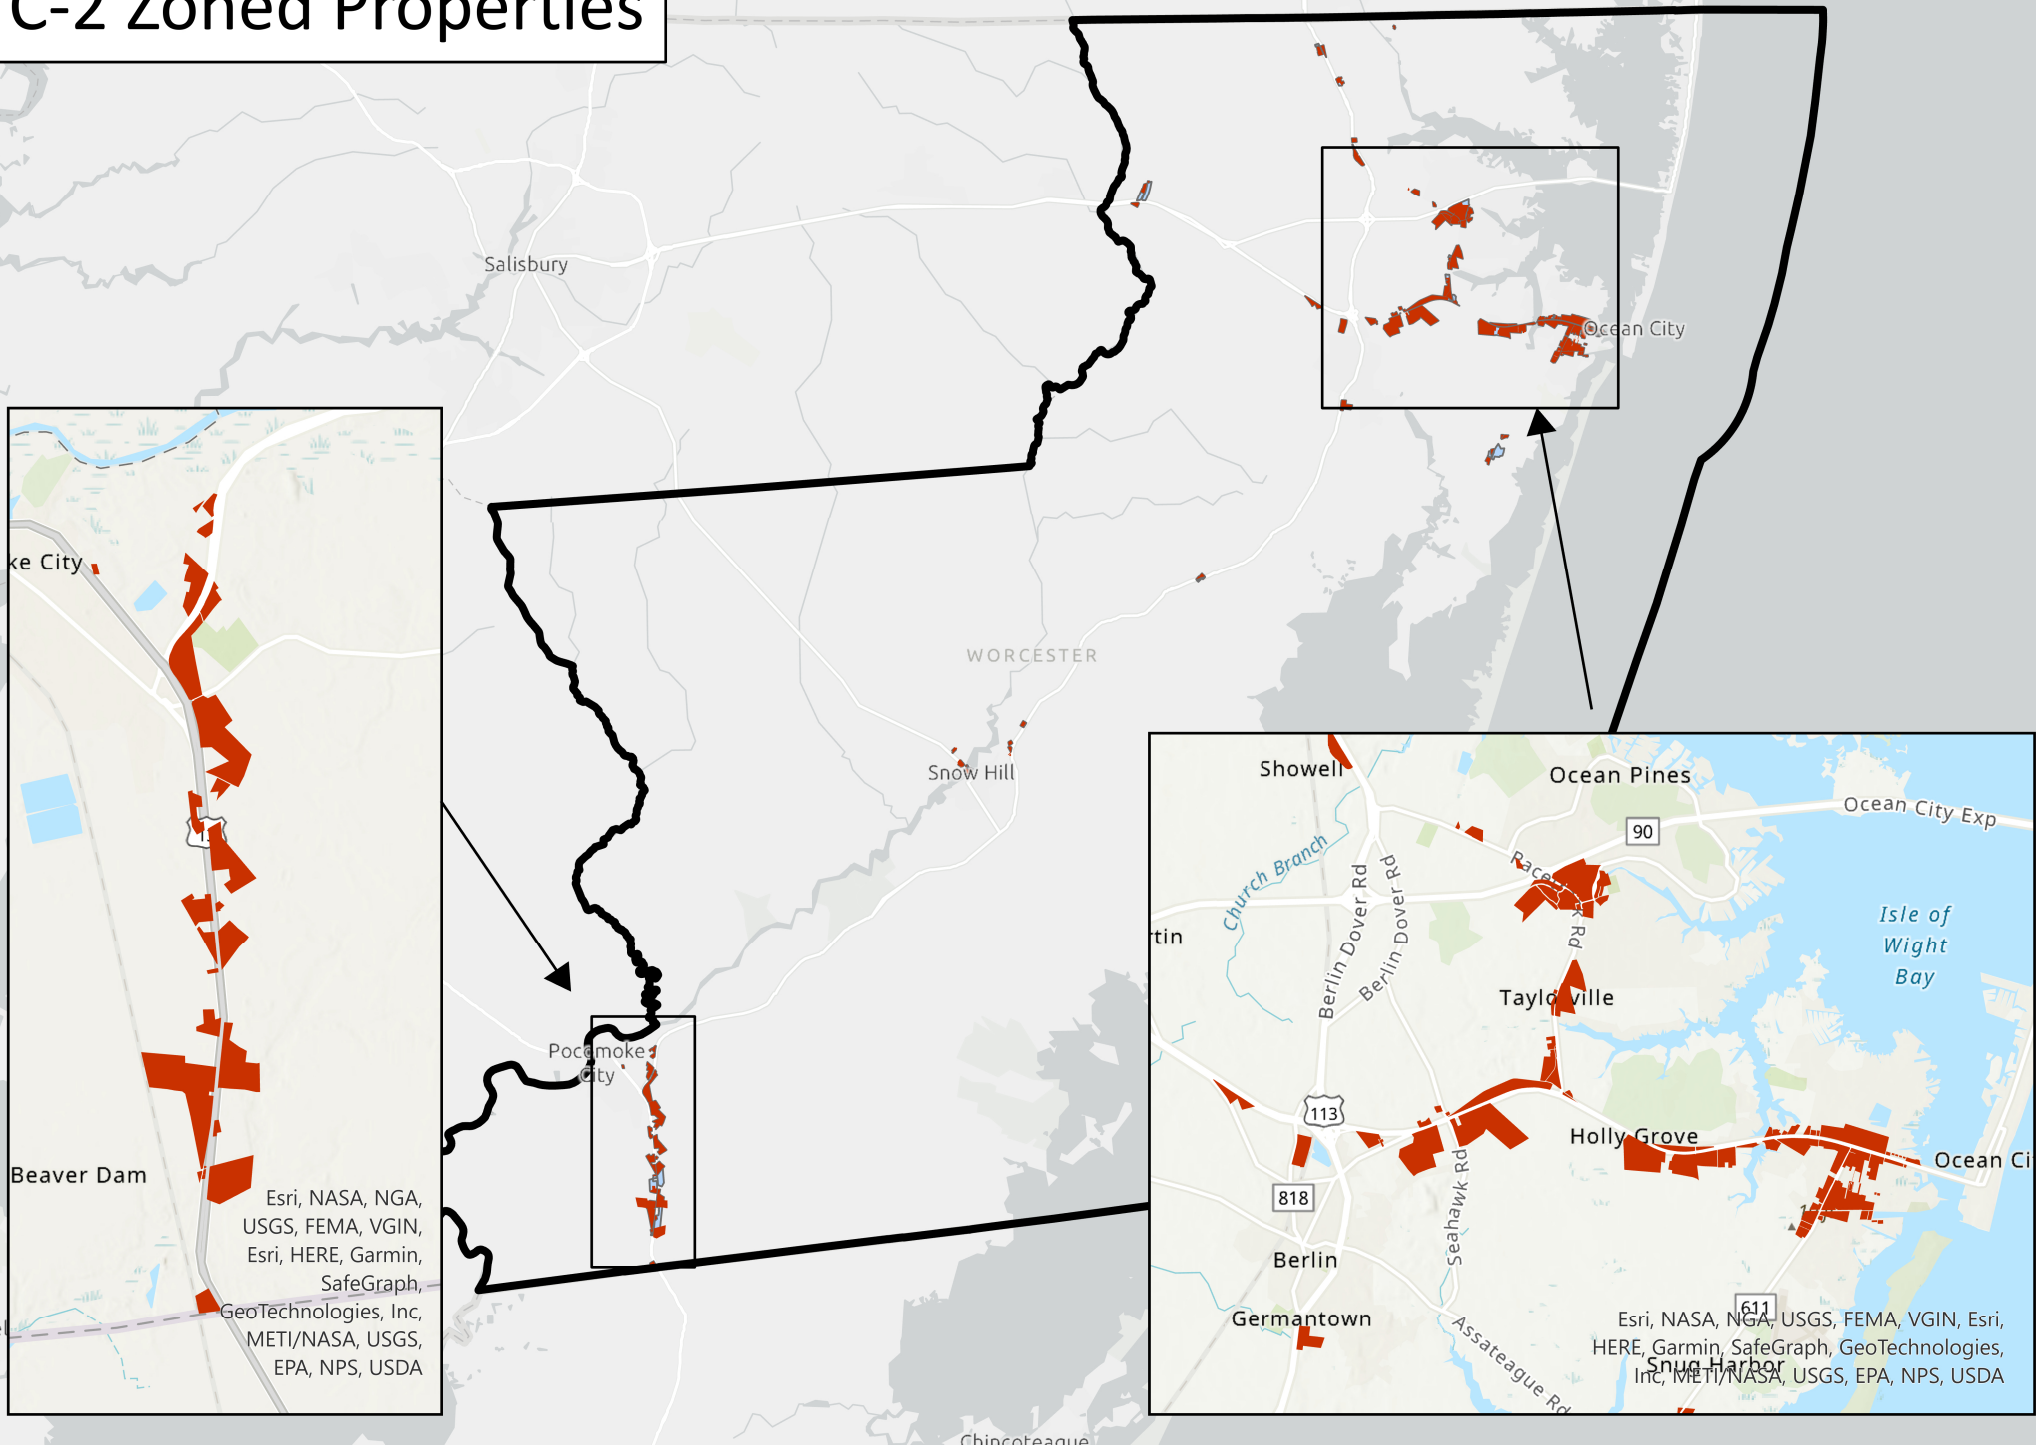 C-2 Zoned Properties
Salisbury
Ocean City
WORCESTER
Snow Hill
Pocomoke
City
Chincoteague
ke City
Beaver Dam
Esri, NASA, NGA,
USGS, FEMA, VGIN,
Esri, HERE, Garmin,
SafeGraph,
GeoTechnologies, Inc,
METI/NASA, USGS,
EPA, NPS, USDA
Showell
Ocean Pines
Ocean City Exp
90
Church Branch
Berlin Dover Rd
Berlin Dover Rd
rtin
Isle of
Wight
Bay
Taylorville
113
Holly Grove
Ocean Ci
818
Seahawk Rd
Berlin
Germantown
611
Assateague Rd
Snug Harbor
Esri, NASA, NGA, USGS, FEMA, VGIN, Esri,
HERE, Garmin, SafeGraph, GeoTechnologies,
Inc, METI/NASA, USGS, EPA, NPS, USDA